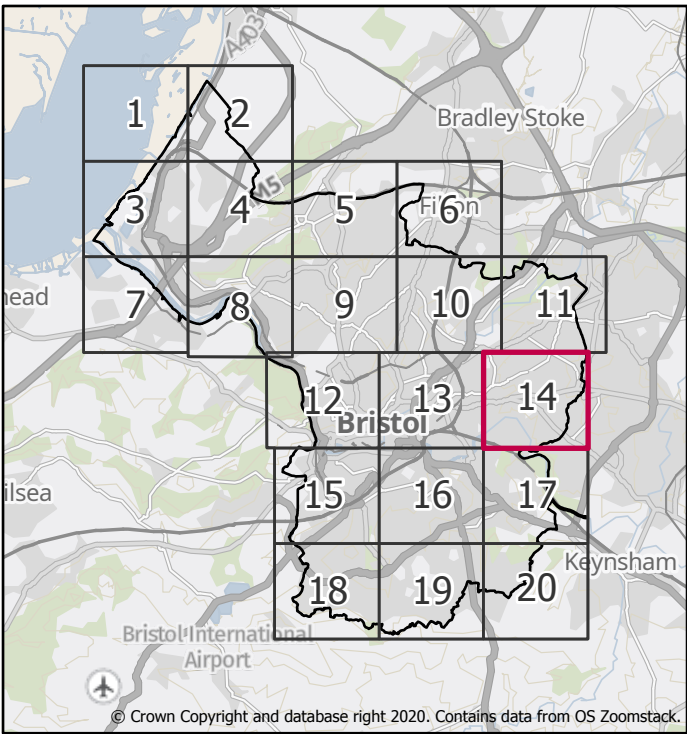 A403
1
2
Bradley Stoke
M5
3
4
5
6
Filton
ead
7
8
9
10
11
12
13
14
Bristol
ilsea
15
16
17
Keynsham
18
19
20
Bristol International
Airport
© Crown Copyright and database right 2020. Contains data from OS Zoomstack.